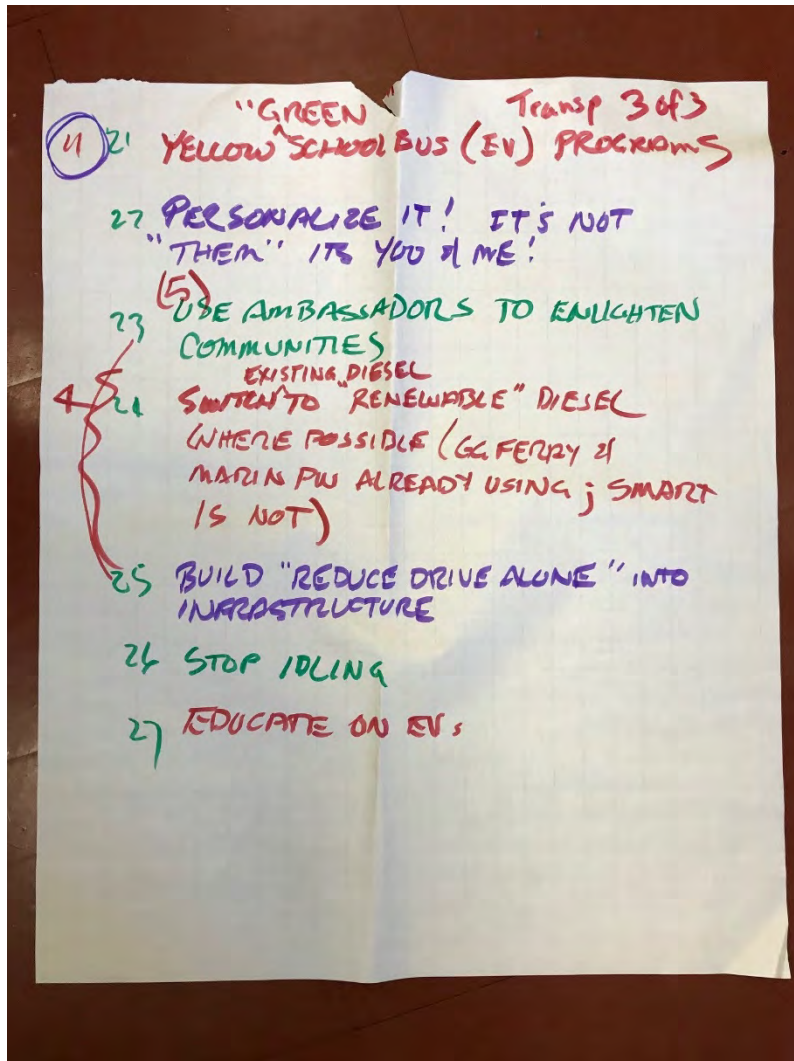 Transp 3 of 3
"GREEN"
11 21 YELLOW ^ SCHOOL BUS (EV) PROGRAMS
22 PERSONALIZE IT! IT'S NOT
"THEM" ITS YOU & ME!
(5)
23 USE AMBASSADORS TO ENLIGHTEN
COMMUNITIES
EXISTING DIESEL
4 24 SWITCH ^ TO "RENEWABLE" DIESEL
WHERE POSSIBLE (GG FERRY &
MARIN PW ALREADY USING; SMART
IS NOT)
25 BUILD "REDUCE DRIVE ALONE" INTO
INFRASTRUCTURE
26 STOP IDLING
27 EDUCATE ON EVs